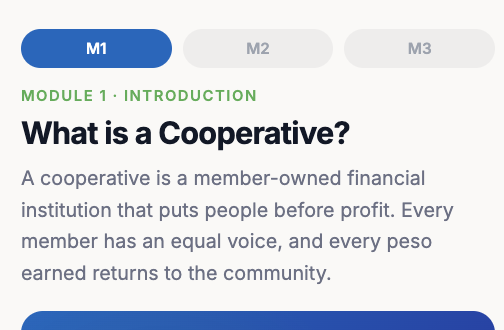 M1 M2 M3
MODULE 1 · INTRODUCTION
What is a Cooperative?
A cooperative is a member-owned financial
institution that puts people before profit. Every
member has an equal voice, and every peso
earned returns to the community.